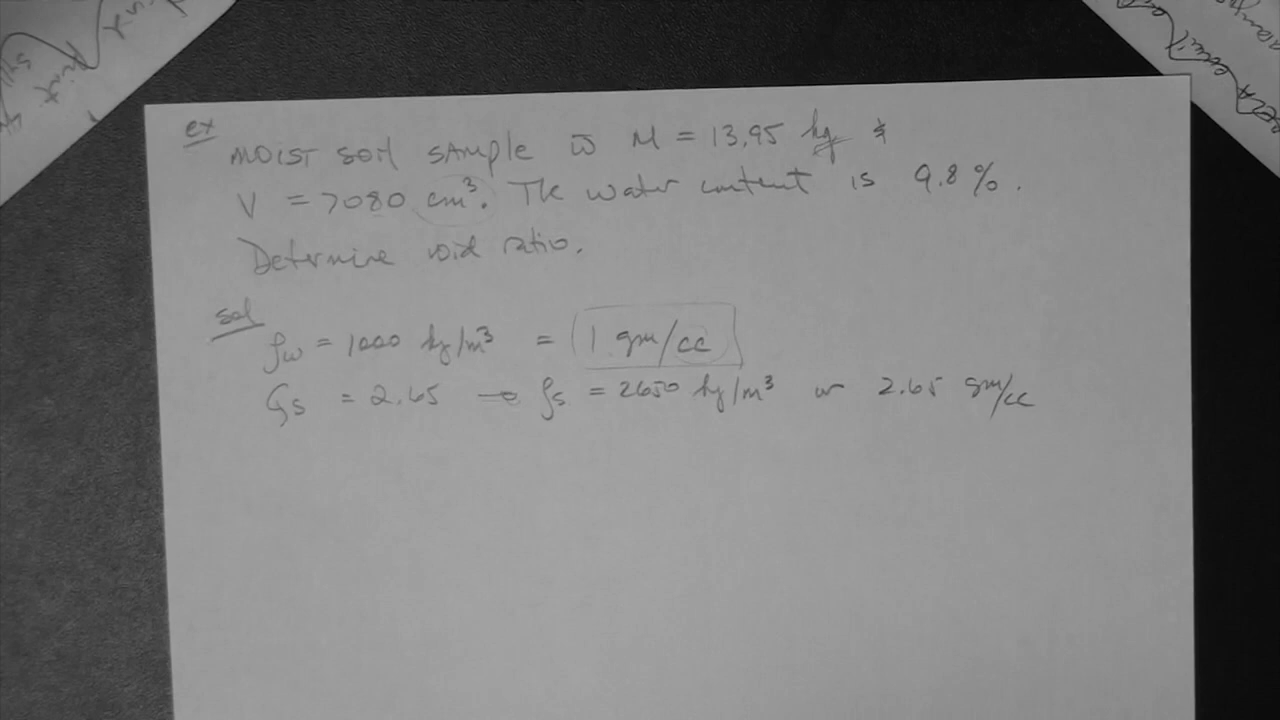 ex
MOIST soil sample w̄ M = 13.95 kg &
V = 7080 cm³. The water content is 9.8%.
Determine void ratio.
sol
ρw = 1000 kg/m³ = 1 gm/cc
Gs = 2.65 → ρs = 2650 kg/m³ or 2.65 gm/cc